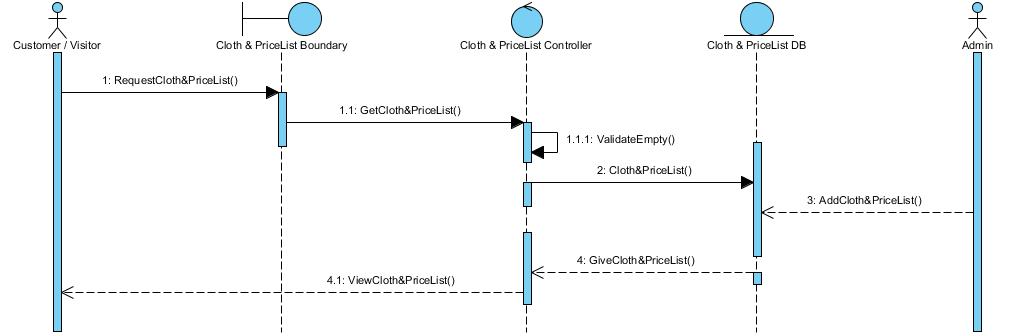 Customer / Visitor
Cloth & PriceList Boundary
Cloth & PriceList Controller
Cloth & PriceList DB
Admin
1: RequestCloth&PriceList()
1.1: GetCloth&PriceList()
1.1.1: ValidateEmpty()
2: Cloth&PriceList()
3: AddCloth&PriceList()
4: GiveCloth&PriceList()
4.1: ViewCloth&PriceList()